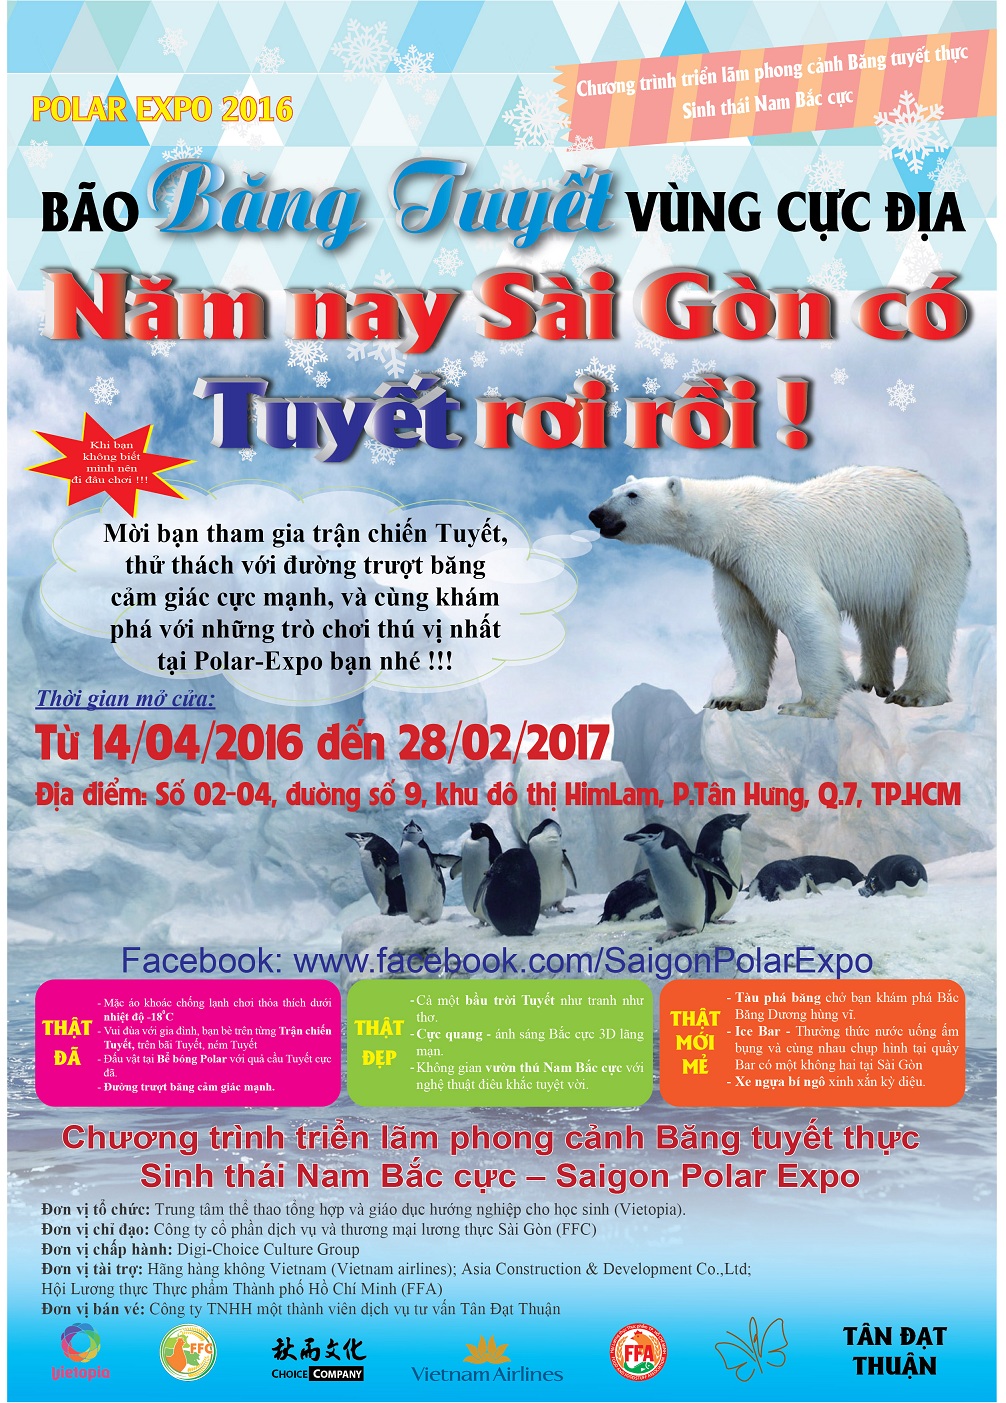 Chương trình triển lãm phong cảnh Băng tuyết thực
Sinh thái Nam Bắc cực
POLAR EXPO 2016
BÃO Băng Tuyết VÙNG CỰC ĐỊA
Năm nay Sài Gòn có
Tuyết rơi rồi !
Khi bạn
không biết
mình nên
đi đâu chơi !!!
Mời bạn tham gia trận chiến Tuyết,
thử thách với đường trượt băng
cảm giác cực mạnh, và cùng khám
phá với những trò chơi thú vị nhất
tại Polar-Expo bạn nhé !!!
Thời gian mở cửa:
Từ 14/04/2016 đến 28/02/2017
Địa điểm: Số 02-04, đường số 9, khu đô thị HimLam, P.Tân Hưng, Q.7, TP.HCM
Facebook: www.facebook.com/SaigonPolarExpo
THẬT
ĐÃ
- Mặc áo khoác chống lạnh chơi thỏa thích dưới
nhiệt độ -18°C
- Vui đùa với gia đình, bạn bè trên từng Trận chiến
Tuyết, trên bãi Tuyết, ném Tuyết
- Đấu vật tại Bể bóng Polar với quả cầu Tuyết cực
đã.
- Đường trượt băng cảm giác mạnh.
THẬT
ĐẸP
- Cả một bầu trời Tuyết như tranh như
thơ.
- Cực quang - ánh sáng Bắc cực 3D lãng
mạn.
- Không gian vườn thú Nam Bắc cực với
nghệ thuật điêu khắc tuyệt vời.
THẬT
MỚI
MẺ
- Tàu phá băng chở bạn khám phá Bắc
Băng Dương hùng vĩ.
- Ice Bar - Thưởng thức nước uống ấm
bụng và cùng nhau chụp hình tại quầy
Bar có một không hai tại Sài Gòn
- Xe ngựa bí ngô xinh xắn kỳ diệu.
Chương trình triển lãm phong cảnh Băng tuyết thực
Sinh thái Nam Bắc cực – Saigon Polar Expo
Đơn vị tổ chức: Trung tâm thể thao tổng hợp và giáo dục hướng nghiệp cho học sinh (Vietopia).
Đơn vị chỉ đạo: Công ty cổ phần dịch vụ và thương mại lương thực Sài Gòn (FFC)
Đơn vị chấp hành: Digi-Choice Culture Group
Đơn vị tài trợ: Hãng hàng không Vietnam (Vietnam airlines); Asia Construction & Development Co.,Ltd;
Hội Lương thực Thực phẩm Thành phố Hồ Chí Minh (FFA)
Đơn vị bán vé: Công ty TNHH một thành viên dịch vụ tư vấn Tân Đạt Thuận
vietopia
FFC
秋雨文化
CHOICE COMPANY
Vietnam Airlines
FFA
TÂN ĐẠT
THUẬN